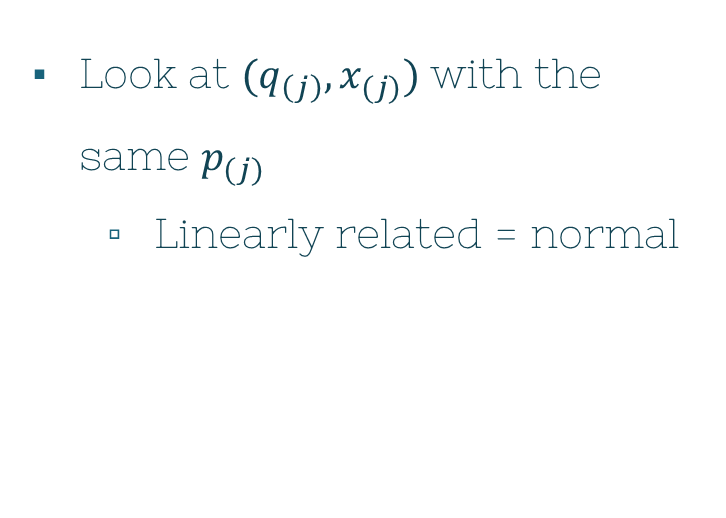 ▪ Look at (q(j), x(j)) with the
same p(j)
▫ Linearly related = normal